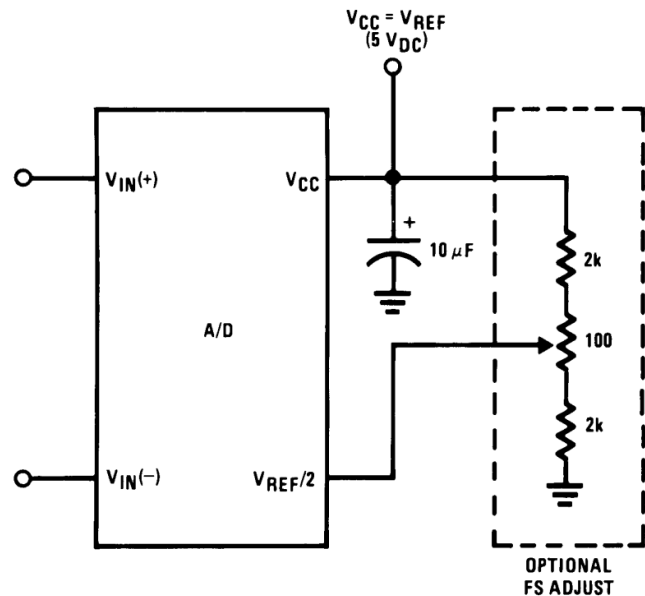 VCC = VREF
(5 VDC)
VIN(+)
VCC
+
10 μF
2k
A/D
100
2k
VIN(−)
VREF/2
OPTIONAL
FS ADJUST